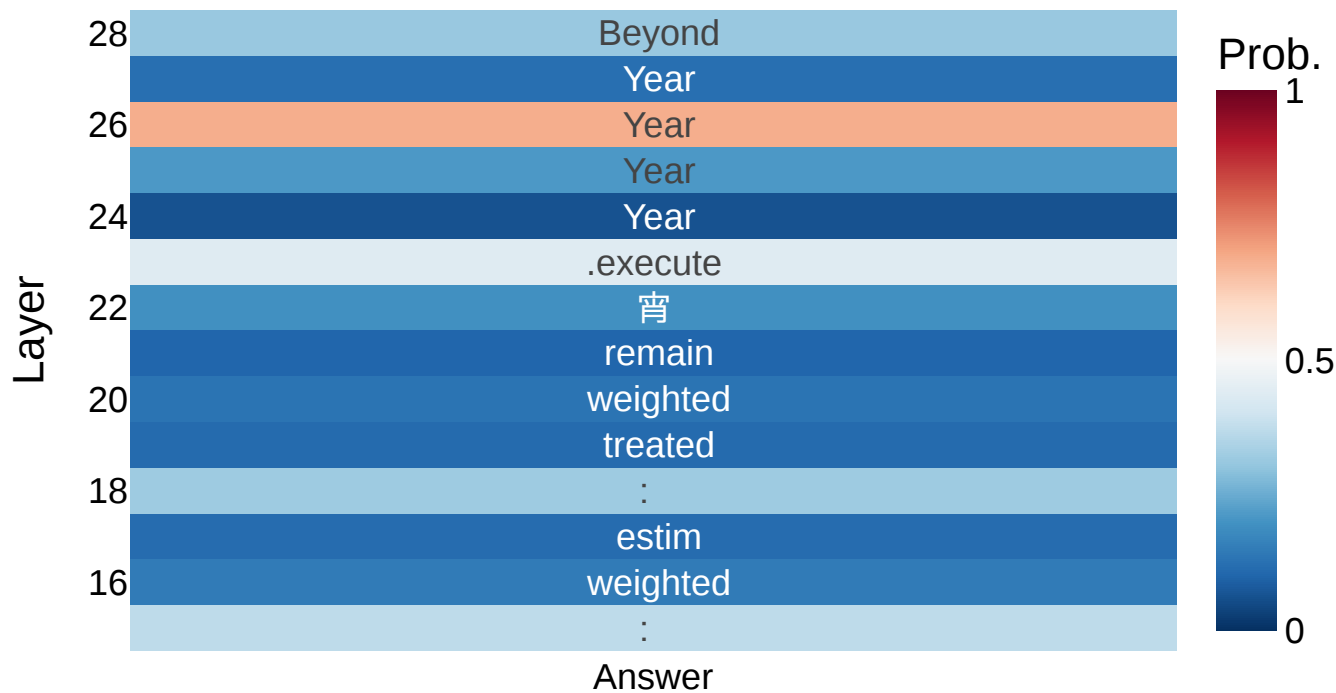 28
Beyond
Year
26
Year
Year
24
Year
.execute
22
宵
remain
20
weighted
treated
18
:
estim
16
weighted
:
Layer
Answer
Prob.
1
0.5
0